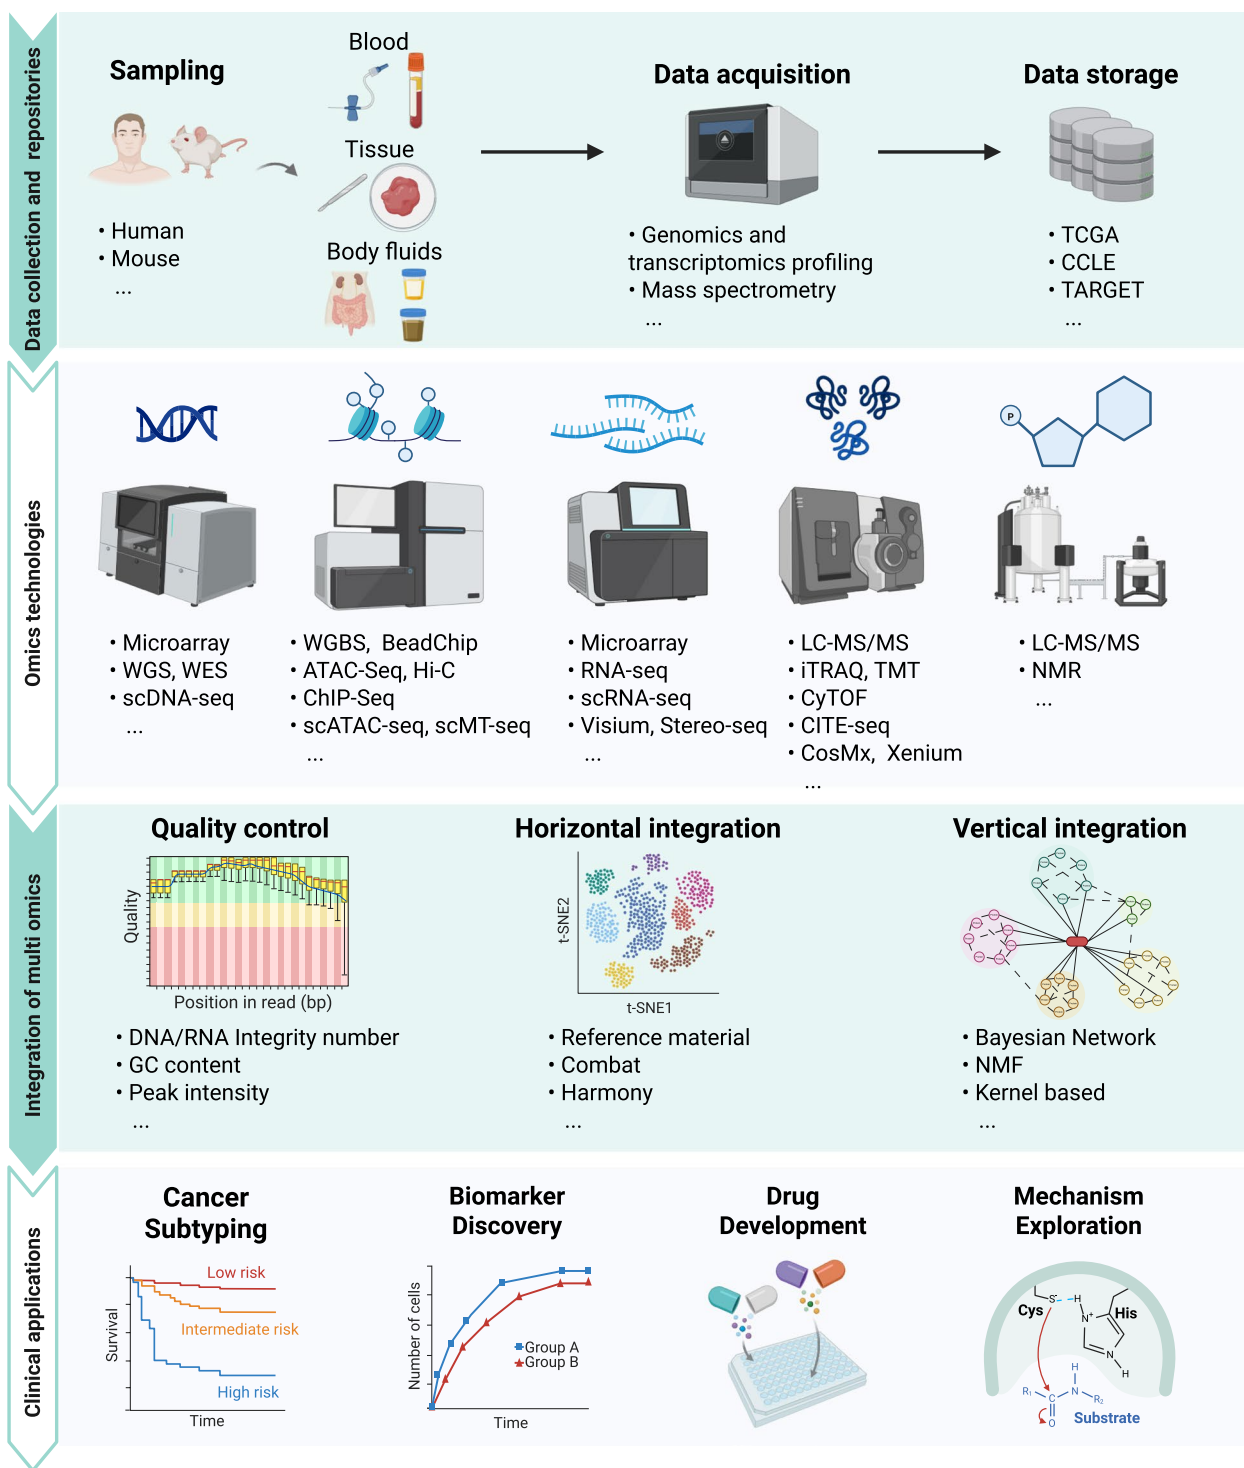 Data collection and repositories
Sampling
• Human
• Mouse
...
Blood
Tissue
Body fluids
Data acquisition
• Genomics and
transcriptomics profiling
• Mass spectrometry
...
Data storage
• TCGA
• CCLE
• TARGET
...
Omics technologies
• Microarray
• WGS, WES
• scDNA-seq
...
• WGBS, BeadChip
• ATAC-Seq, Hi-C
• ChIP-Seq
• scATAC-seq, scMT-seq
...
• Microarray
• RNA-seq
• scRNA-seq
• Visium, Stereo-seq
...
• LC-MS/MS
• iTRAQ, TMT
• CyTOF
• CITE-seq
• CosMx, Xenium
...
P
• LC-MS/MS
• NMR
...
Integration of multi omics
Quality control
Quality
Position in read (bp)
• DNA/RNA Integrity number
• GC content
• Peak intensity
...
Horizontal integration
t-SNE2
t-SNE1
• Reference material
• Combat
• Harmony
...
Vertical integration
• Bayesian Network
• NMF
• Kernel based
...
Clinical applications
Cancer
Subtyping
Survival
Low risk
Intermediate risk
High risk
Time
Biomarker
Discovery
Number of cells
Group A
Group B
Time
Drug
Development
Mechanism
Exploration
Cys
S-
H
N+
His
N
H
H
R1
C
N
R2
O
Substrate